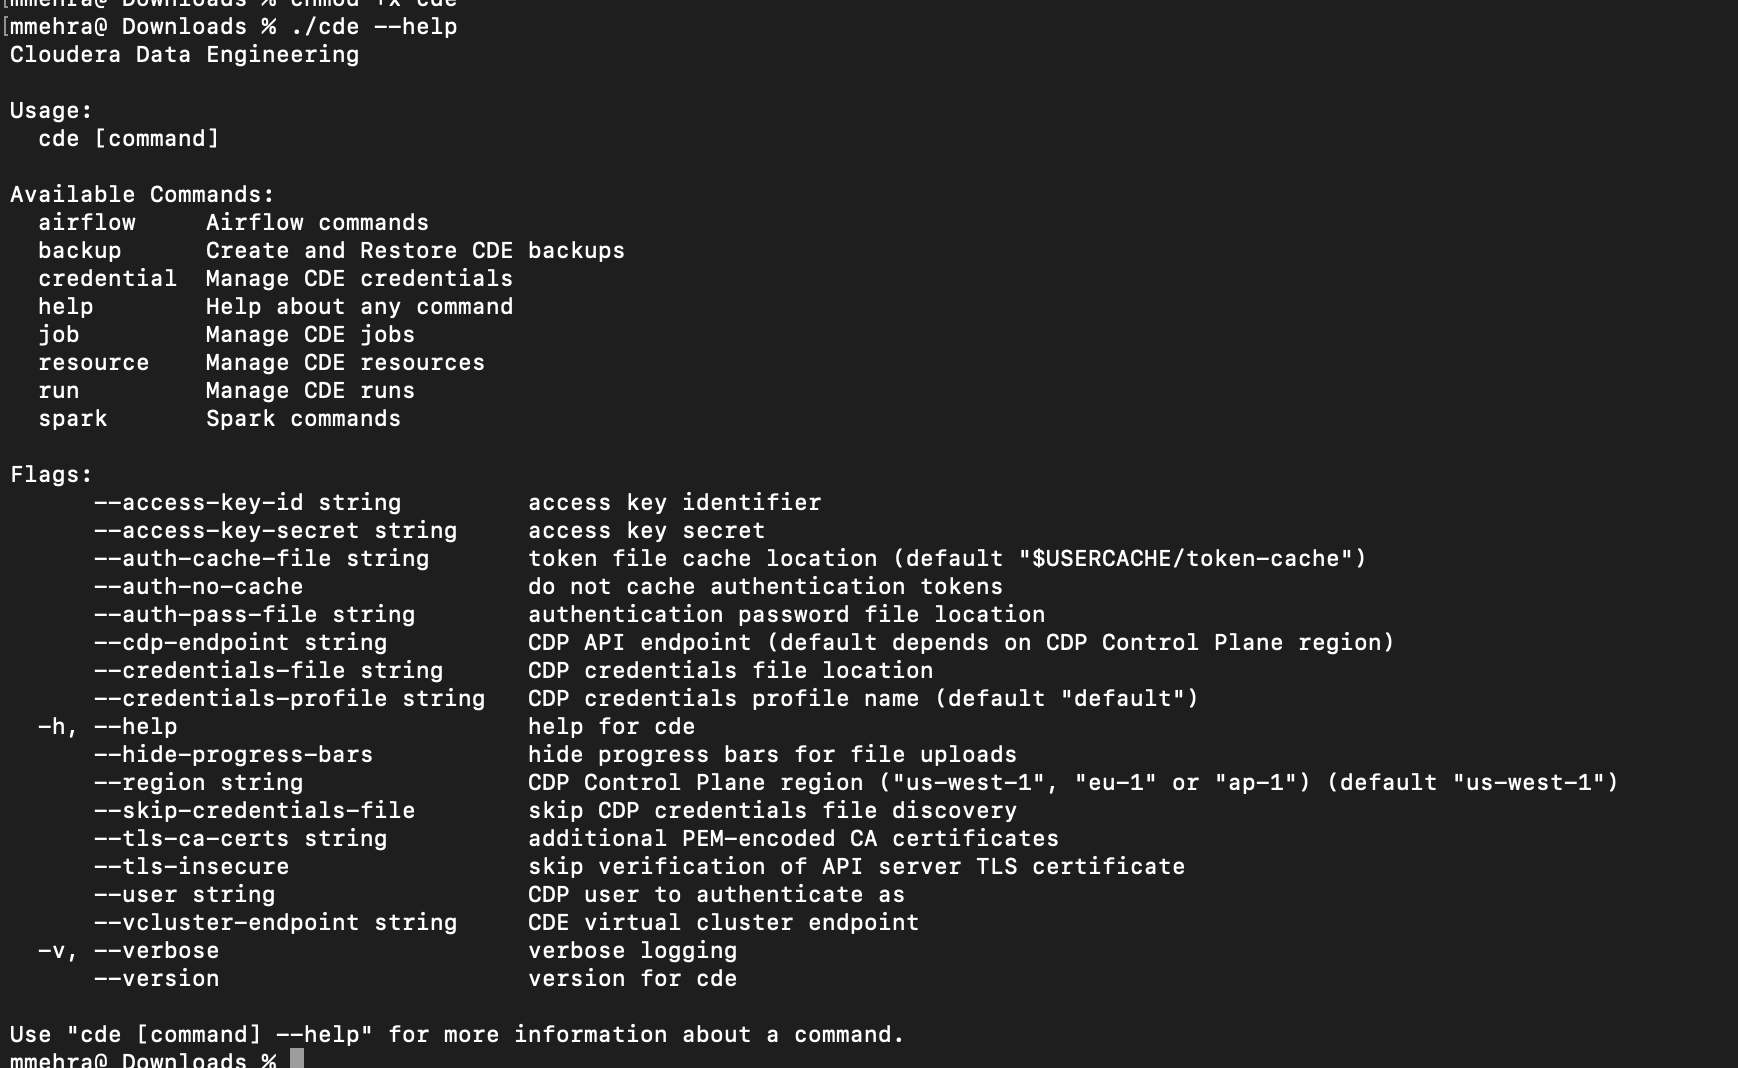 mmehra@ Downloads % chmod +x cde
[mmehra@ Downloads % ./cde --help
Cloudera Data Engineering

Usage:
  cde [command]

Available Commands:
  airflow     Airflow commands
  backup      Create and Restore CDE backups
  credential  Manage CDE credentials
  help        Help about any command
  job         Manage CDE jobs
  resource    Manage CDE resources
  run         Manage CDE runs
  spark       Spark commands

Flags:
      --access-key-id string         access key identifier
      --access-key-secret string     access key secret
      --auth-cache-file string       token file cache location (default "$USERCACHE/token-cache")
      --auth-no-cache                do not cache authentication tokens
      --auth-pass-file string        authentication password file location
      --cdp-endpoint string          CDP API endpoint (default depends on CDP Control Plane region)
      --credentials-file string      CDP credentials file location
      --credentials-profile string   CDP credentials profile name (default "default")
  -h, --help                         help for cde
      --hide-progress-bars           hide progress bars for file uploads
      --region string                CDP Control Plane region ("us-west-1", "eu-1" or "ap-1") (default "us-west-1")
      --skip-credentials-file        skip CDP credentials file discovery
      --tls-ca-certs string          additional PEM-encoded CA certificates
      --tls-insecure                 skip verification of API server TLS certificate
      --user string                  CDP user to authenticate as
      --vcluster-endpoint string     CDE virtual cluster endpoint
  -v, --verbose                      verbose logging
      --version                      version for cde

Use "cde [command] --help" for more information about a command.
mmehra@ Downloads %